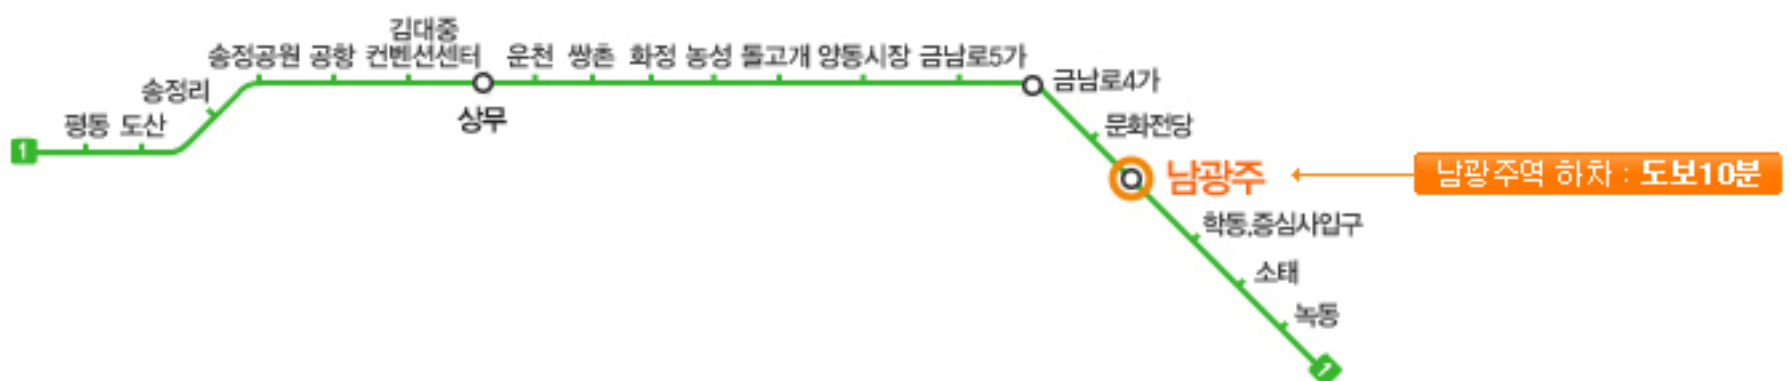 김대중
송정공원 공항 컨벤션센터 운천 쌍촌 화정 농성 돌고개 양동시장 금남로5가
송정리
금남로4가
평동 도산
상무
문화전당
1
남광주
남광주역 하차 : 도보10분
학동,증심사입구
소태
녹동
1